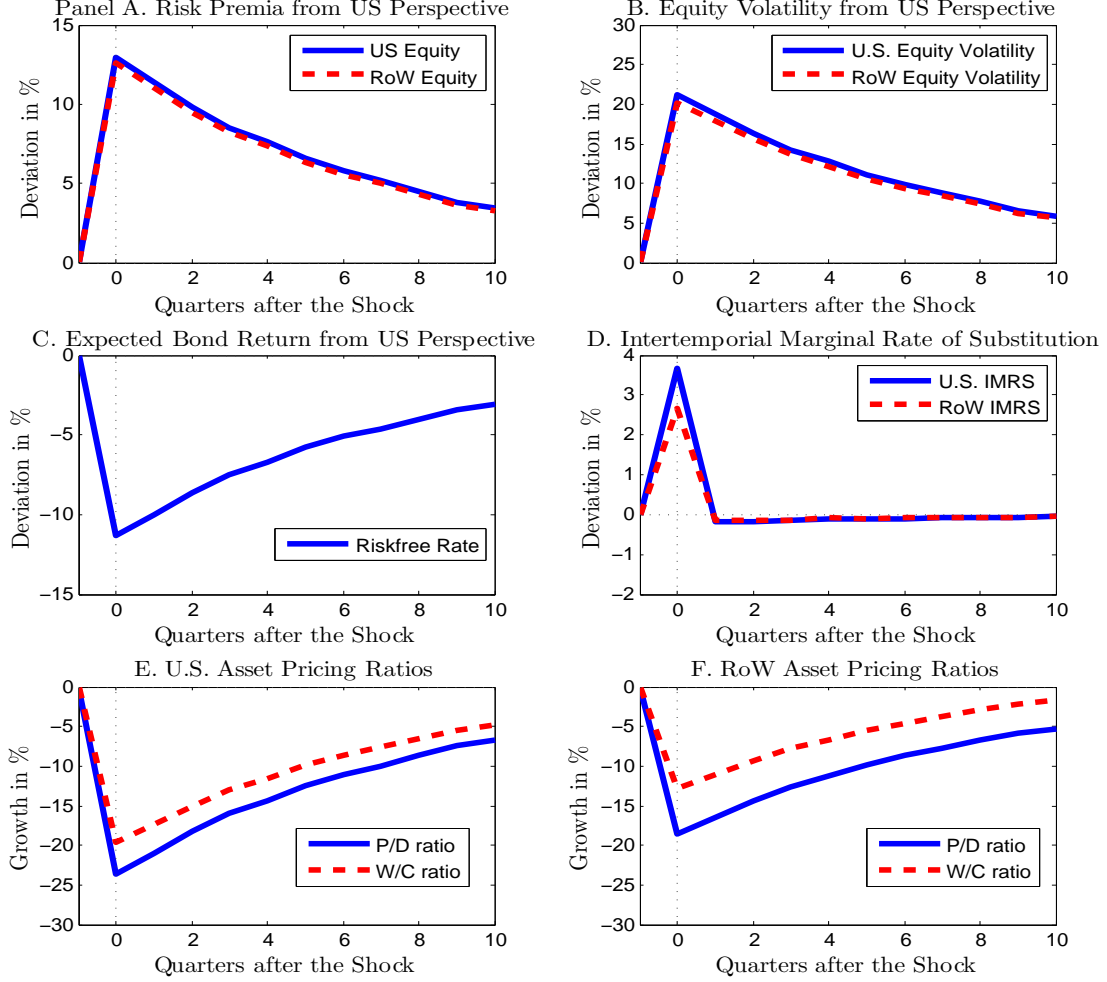 Panel A. Risk Premia from US Perspective
15
10
5
0
Deviation in %
US Equity
RoW Equity
0 2 4 6 8 10
Quarters after the Shock
B. Equity Volatility from US Perspective
30
25
20
15
10
5
0
Deviation in %
U.S. Equity Volatility
RoW Equity Volatility
0 2 4 6 8 10
Quarters after the Shock
C. Expected Bond Return from US Perspective
0
−5
−10
−15
Deviation in %
Riskfree Rate
0 2 4 6 8 10
Quarters after the Shock
D. Intertemporial Marginal Rate of Substitution
4
3
2
1
0
−1
−2
Deviation in %
U.S. IMRS
RoW IMRS
0 2 4 6 8 10
Quarters after the Shock
E. U.S. Asset Pricing Ratios
0
−5
−10
−15
−20
−25
−30
Growth in %
P/D ratio
W/C ratio
0 2 4 6 8 10
Quarters after the Shock
F. RoW Asset Pricing Ratios
0
−5
−10
−15
−20
−25
−30
Growth in %
P/D ratio
W/C ratio
0 2 4 6 8 10
Quarters after the Shock